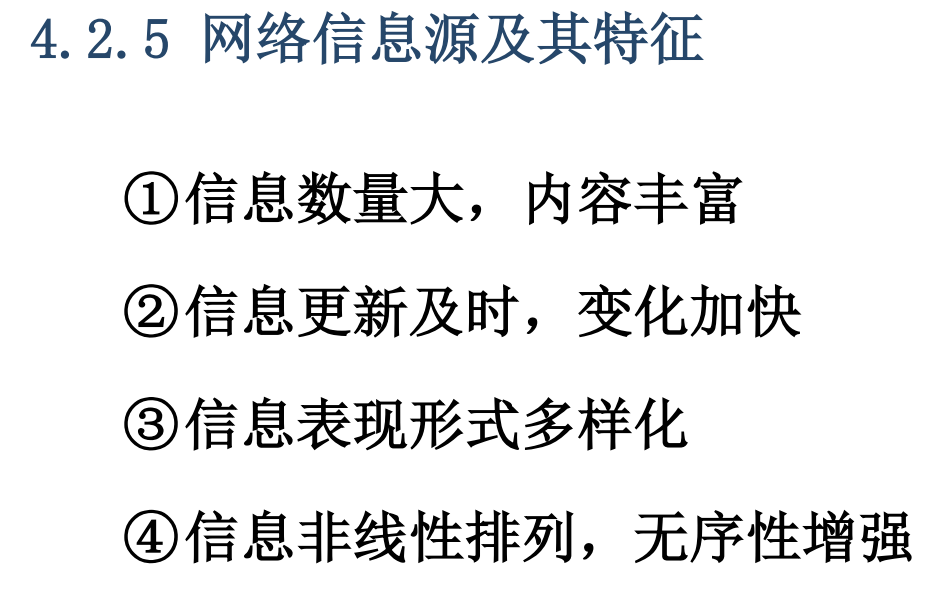 4.2.5 网络信息源及其特征
①信息数量大，内容丰富
②信息更新及时，变化加快
③信息表现形式多样化
④信息非线性排列，无序性增强